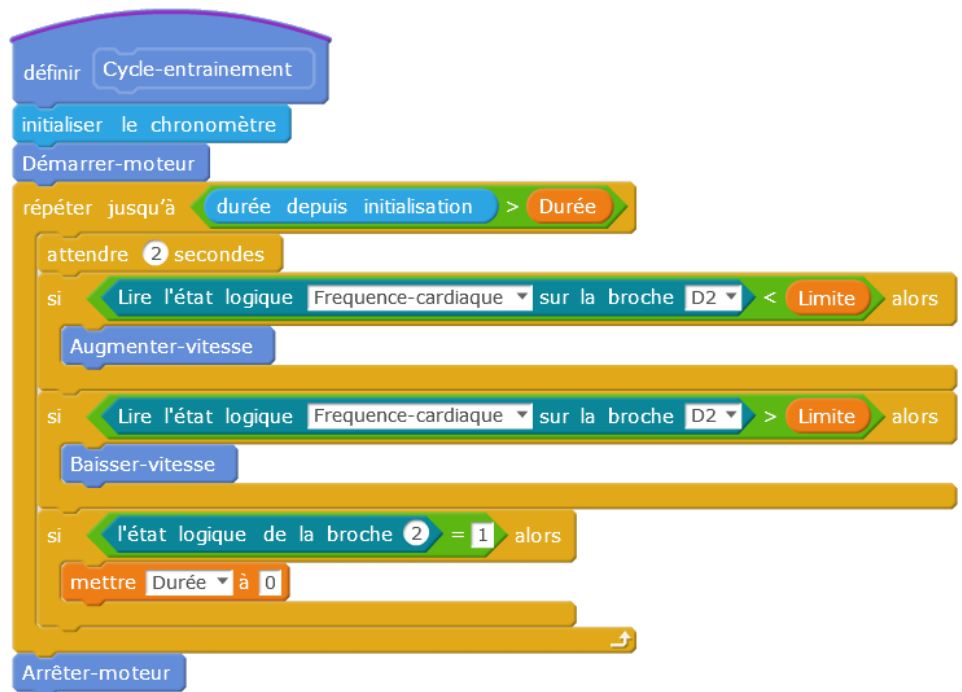 définir Cycle-entrainement
initialiser le chronomètre
Démarrer-moteur
répéter jusqu'à durée depuis initialisation > Durée
attendre 2 secondes
si Lire l'état logique Frequence-cardiaque sur la broche D2 < Limite alors
Augmenter-vitesse
si Lire l'état logique Frequence-cardiaque sur la broche D2 > Limite alors
Baisser-vitesse
si l'état logique de la broche 2 = 1 alors
mettre Durée à 0
Arrêter-moteur